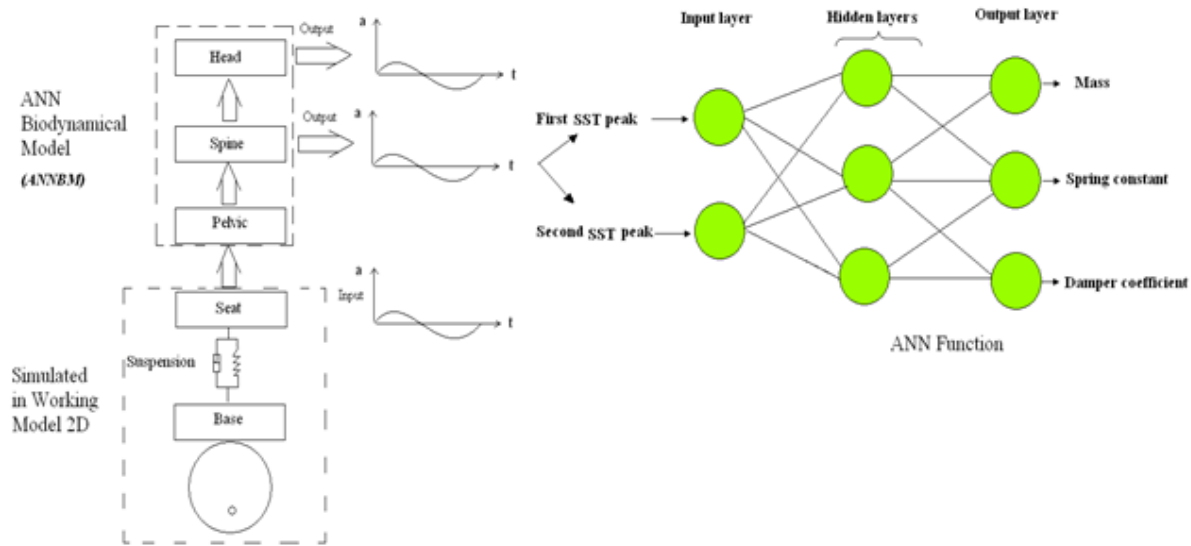 Head
Output
a
t
ANN
Biodynamical
Model
(ANNBM)
Spine
Output
a
t
Pelvic
Seat
a
Input
t
Suspension
Simulated
in Working
Model 2D
Base
Input layer
Hidden layers
Output layer
First SST peak
Second SST peak
Mass
Spring constant
Damper coefficient
ANN Function